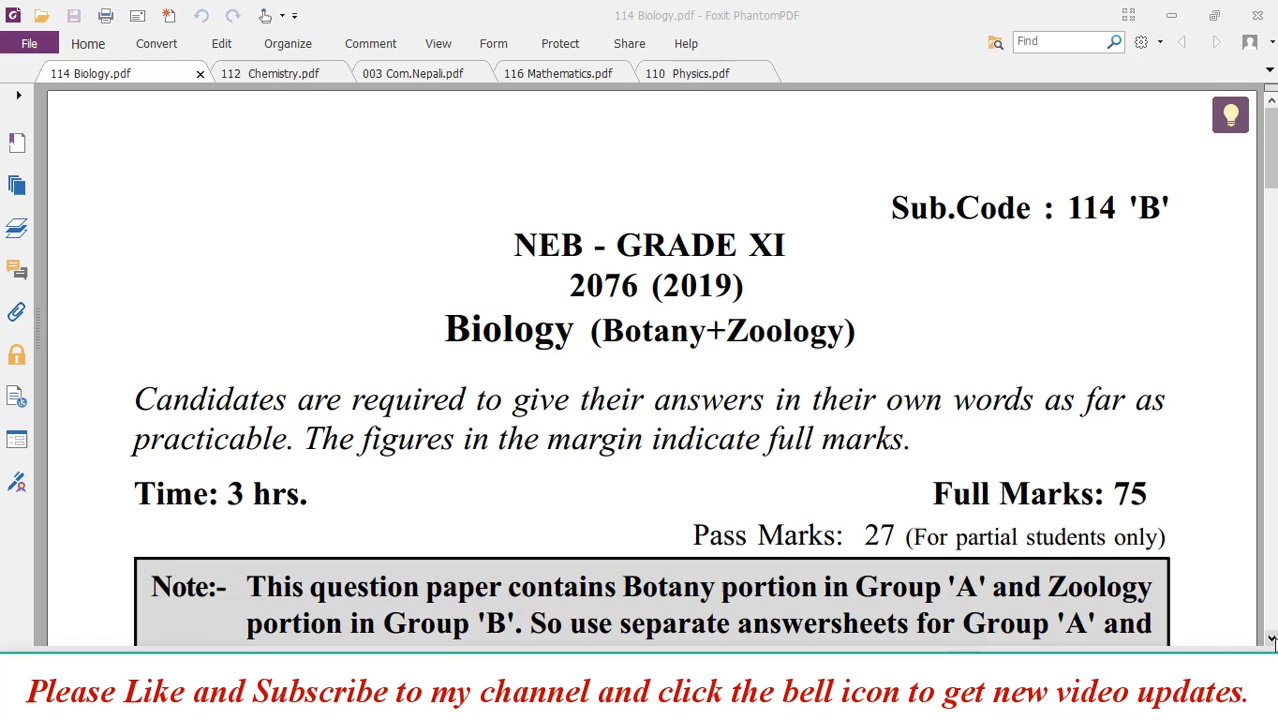 114 Biology.pdf - Foxit PhantomPDF
File Home Convert Edit Organize Comment View Form Protect Share Help Find
114 Biology.pdf 112 Chemistry.pdf 003 Com.Nepali.pdf 116 Mathematics.pdf 110 Physics.pdf
Sub.Code : 114 'B'
NEB - GRADE XI
2076 (2019)
Biology (Botany+Zoology)
Candidates are required to give their answers in their own words as far as
practicable. The figures in the margin indicate full marks.
Time: 3 hrs. Full Marks: 75
Pass Marks: 27 (For partial students only)
Note:- This question paper contains Botany portion in Group 'A' and Zoology
portion in Group 'B'. So use separate answersheets for Group 'A' and
Please Like and Subscribe to my channel and click the bell icon to get new video updates.